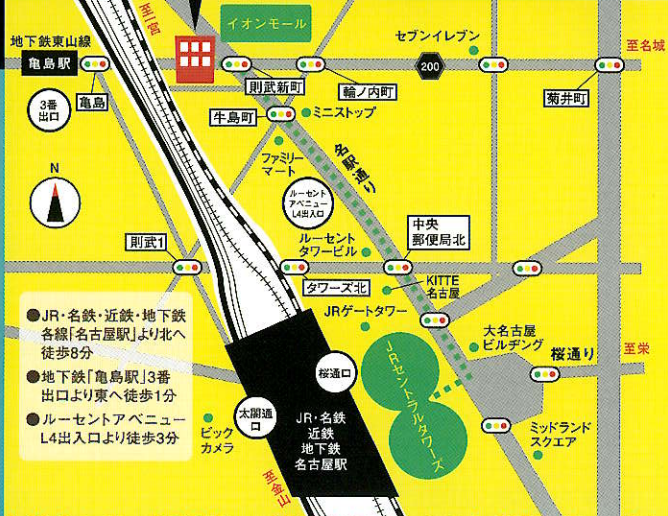 至一宮
イオンモール
地下鉄東山線
亀島駅
3番
出口
亀島
則武新町
輪ノ内町
セブンイレブン
200
至名城
菊井町
牛島町
ミニストップ
ファミリー
マート
名駅通り
N
ルーセント
アベニュー
L4出入口
則武1
ルーセント
タワービル
中央
郵便局北
タワーズ北
KITTE
名古屋
JRゲートタワー
●JR・名鉄・近鉄・地下鉄
各線「名古屋駅」より北へ
徒歩8分
●地下鉄「亀島駅」3番
出口より東へ徒歩1分
●ルーセントアベニュー
L4出入口より徒歩3分
大名古屋
ビルヂング
桜通り
至栄
JRセントラルタワーズ
桜通口
太閤通
口
ビック
カメラ
JR・名鉄
近鉄
地下鉄
名古屋駅
ミッドランド
スクエア
至金山